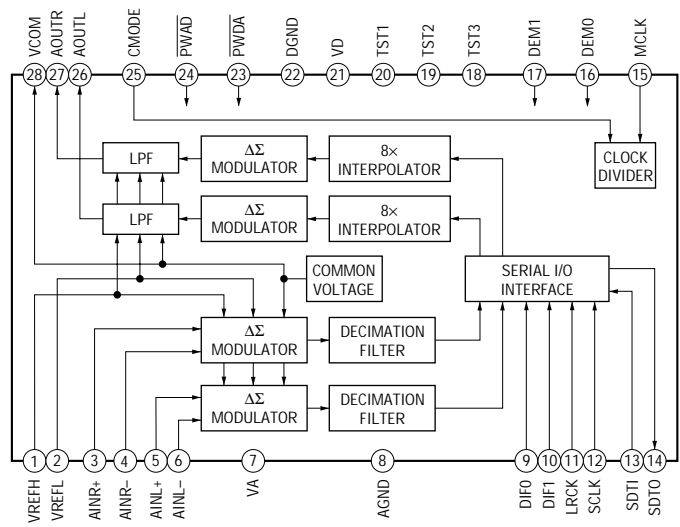 VCOM
AOUTR
AOUTL
CMODE
PWAD
PWDA
DGND
VD
TST1
TST2
TST3
DEM1
DEM0
MCLK
28
27
26
25
24
23
22
21
20
19
18
17
16
15
LPF
ΔΣ
MODULATOR
8×
INTERPOLATOR
CLOCK
DIVIDER
LPF
ΔΣ
MODULATOR
8×
INTERPOLATOR
COMMON
VOLTAGE
SERIAL I/O
INTERFACE
ΔΣ
MODULATOR
DECIMATION
FILTER
ΔΣ
MODULATOR
DECIMATION
FILTER
1
2
3
4
5
6
7
8
9
10
11
12
13
14
VREFH
VREFL
AINR+
AINR−
AINL+
AINL−
VA
AGND
DIF0
DIF1
LRCK
SCLK
SDTI
SDTO